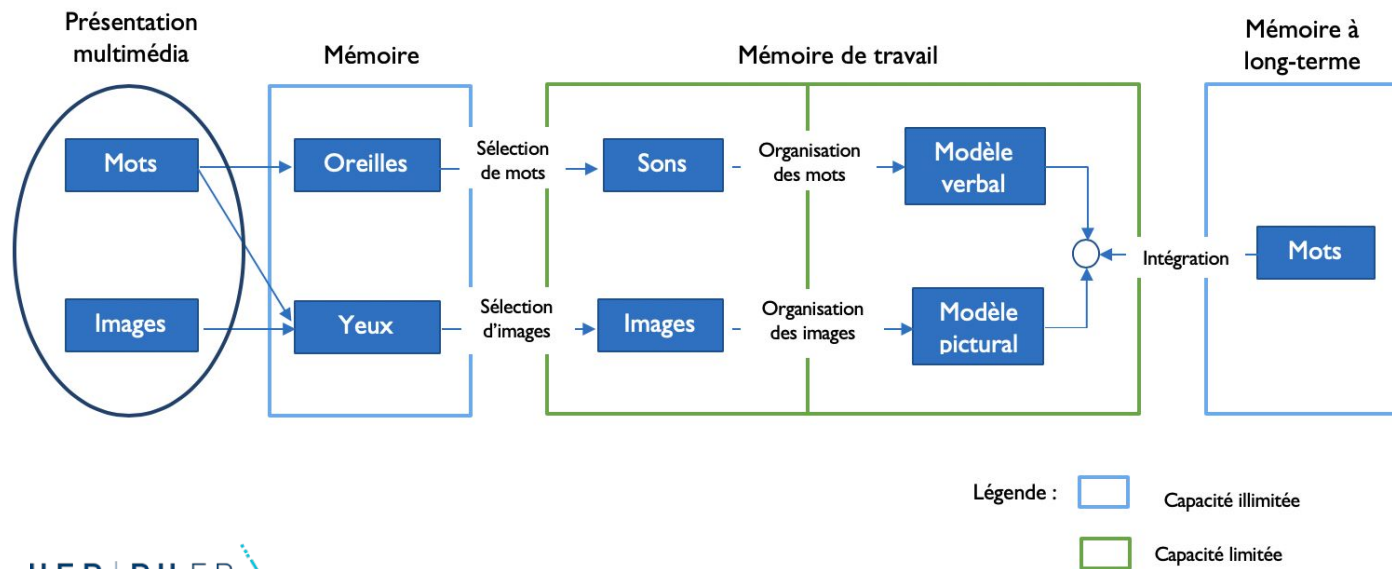 Présentation
multimédia
Mémoire
Mémoire de travail
Mémoire à
long-terme
Mots
Oreilles
Sélection
de mots
Sons
Organisation
des mots
Modèle
verbal
Intégration
Mots
Images
Yeux
Sélection
d'images
Images
Organisation
des images
Modèle
pictural
Légende :
Capacité illimitée
Capacité limitée